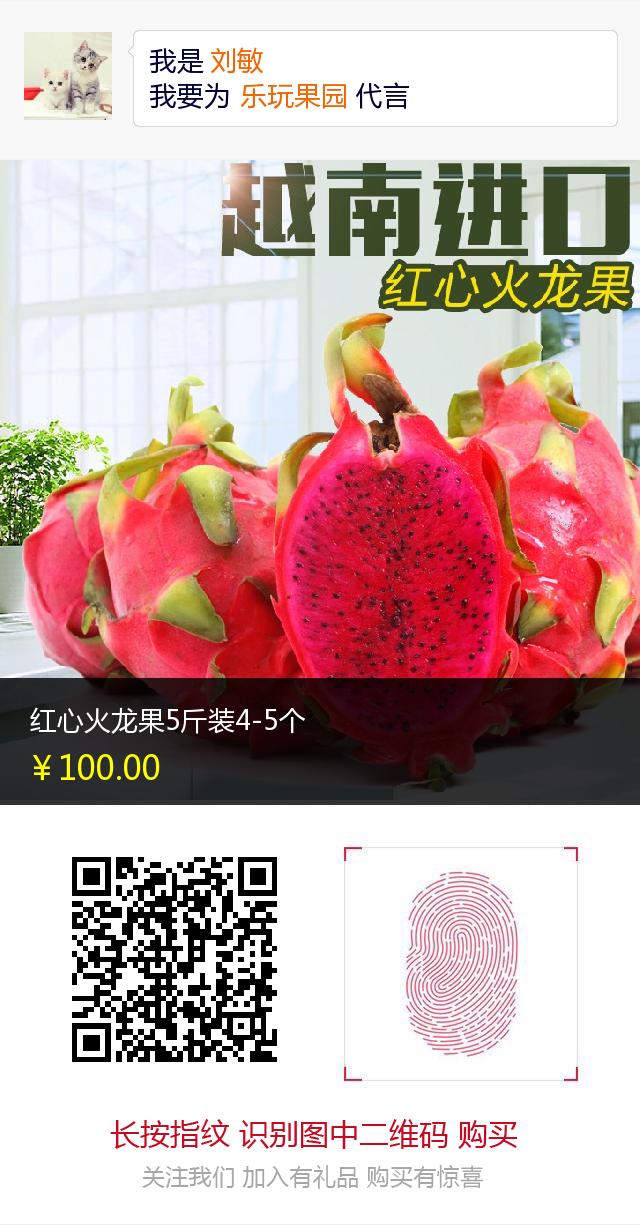 我是 刘敏
我要为 乐玩果园 代言
越南进口
红心火龙果
红心火龙果5斤装4-5个
￥100.00
长按指纹 识别图中二维码 购买
关注我们 加入有礼品 购买有惊喜